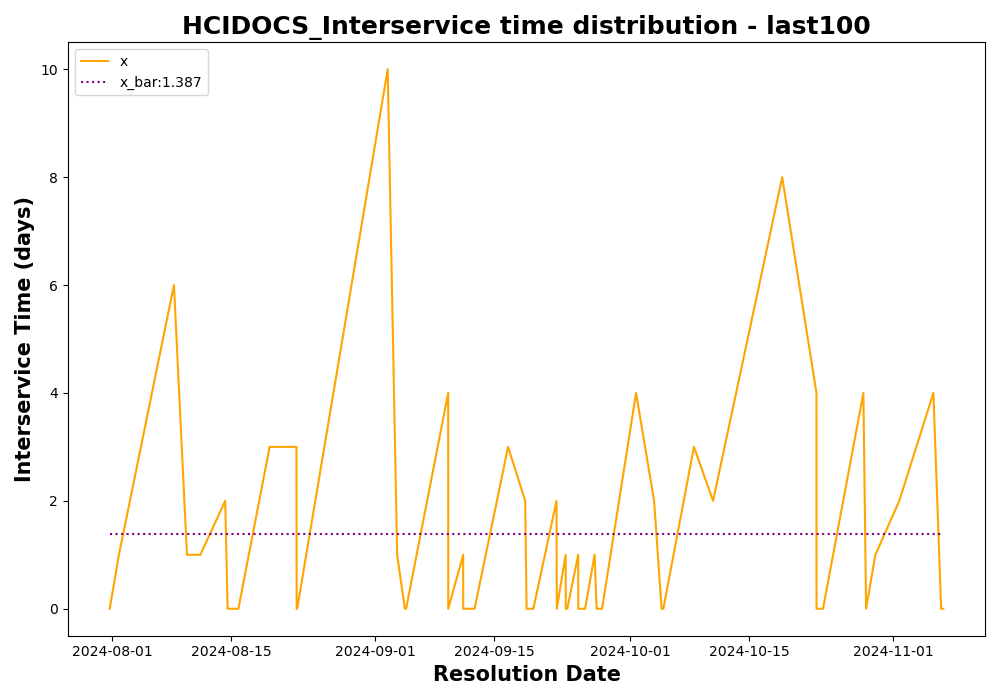 HCIDOCS_Interservice time distribution - last100
x
x_bar:1.387
Interservice Time (days)
10
8
6
4
2
0
2024-08-01 2024-08-15 2024-09-01 2024-09-15 2024-10-01 2024-10-15 2024-11-01
Resolution Date